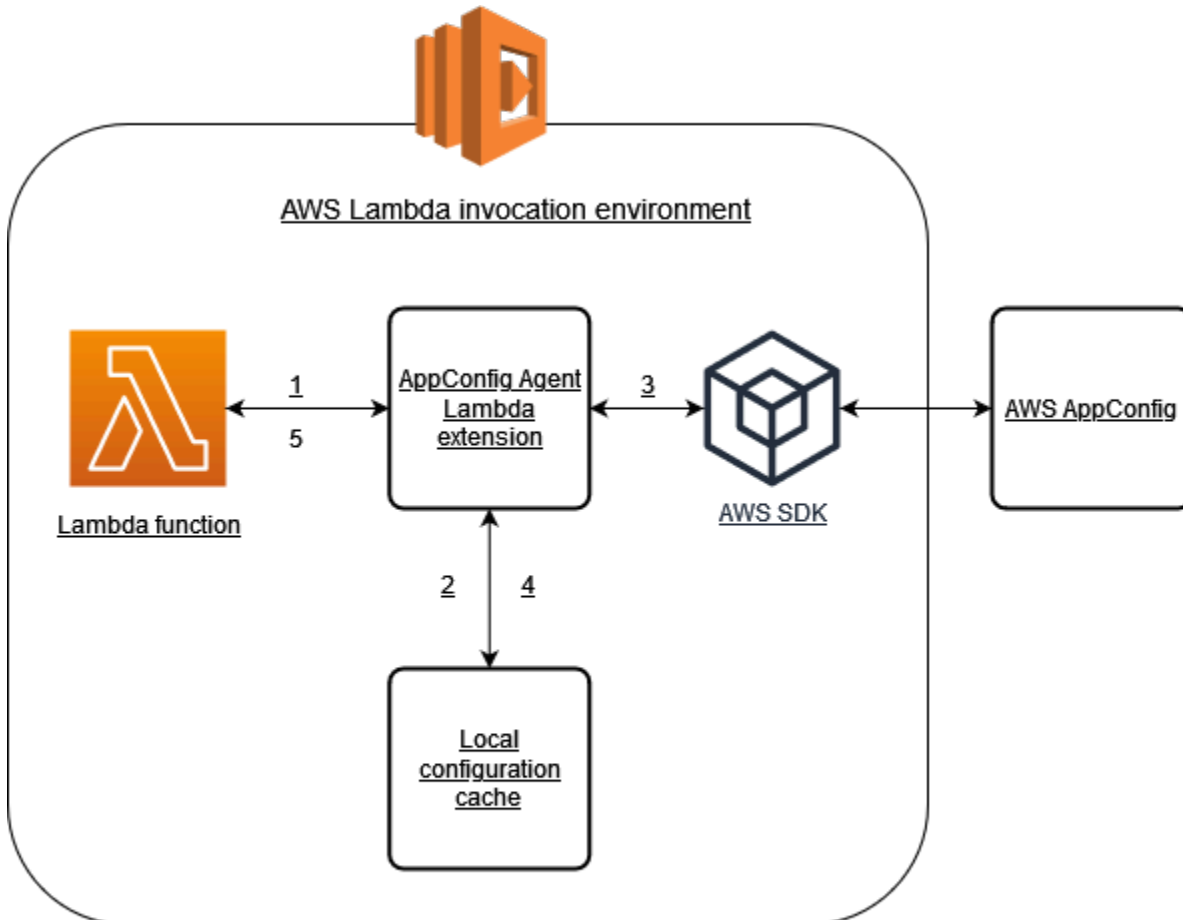 AWS Lambda invocation environment
1
5
AppConfig Agent
Lambda
extension
3
AWS AppConfig
Lambda function
AWS SDK
2
4
Local
configuration
cache